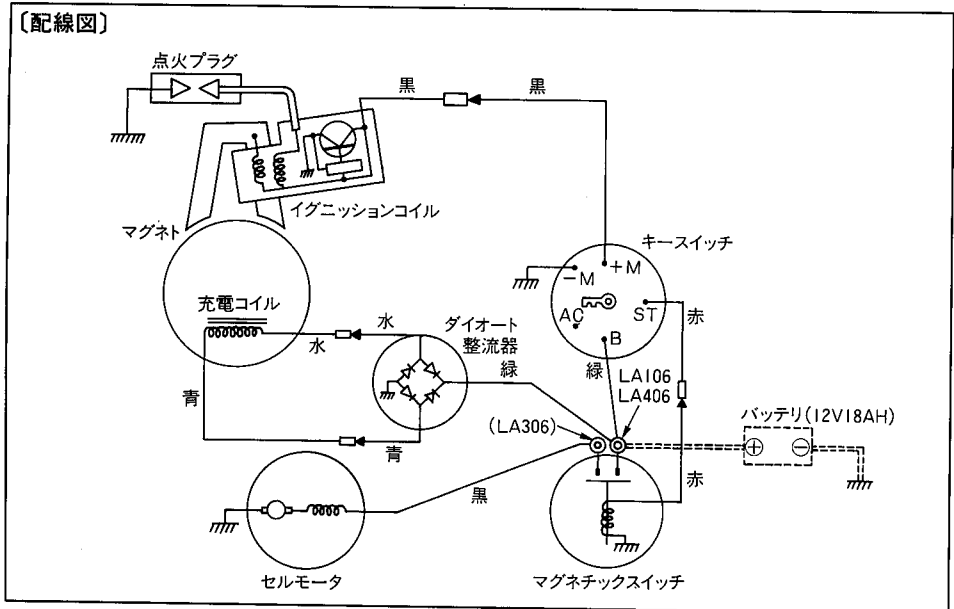 〔配線図〕
点火プラグ
黒
黒
イグニッションコイル
マグネト
キースイッチ
−M
+M
AC
ST
B
赤
充電コイル
水
水
ダイオート
整流器
緑
緑
LA106
LA406
青
青
(LA306)
バッテリ(12V18AH)
+
−
赤
黒
セルモータ
マグネチックスイッチ